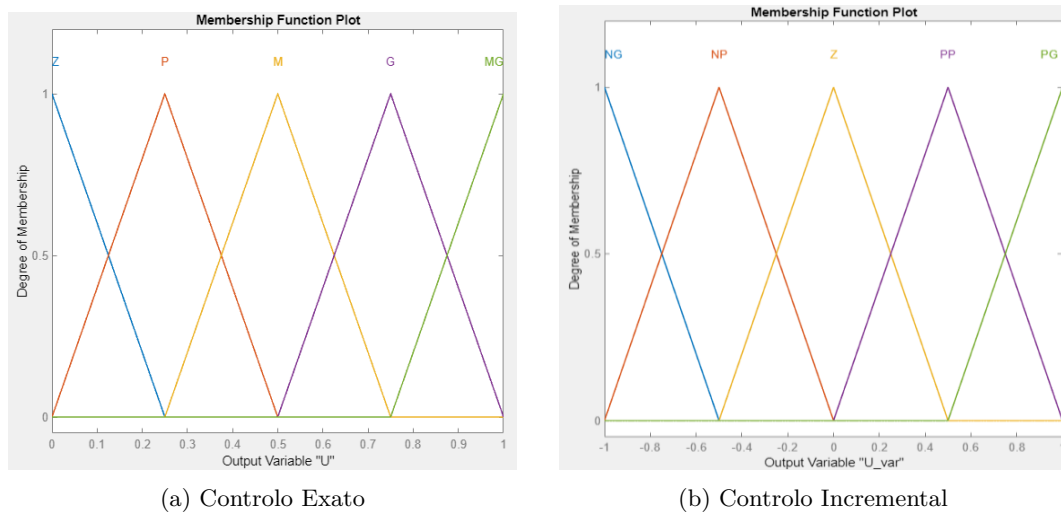 Membership Function Plot
Z P M G MG
1
0.5
0
Degree of Membership
0 0.1 0.2 0.3 0.4 0.5 0.6 0.7 0.8 0.9 1
Output Variable "U"
(a) Controlo Exato
Membership Function Plot
NG NP Z PP PG
1
0.5
0
Degree of Membership
-1 -0.8 -0.6 -0.4 -0.2 0 0.2 0.4 0.6 0.8 1
Output Variable "U_var"
(b) Controlo Incremental